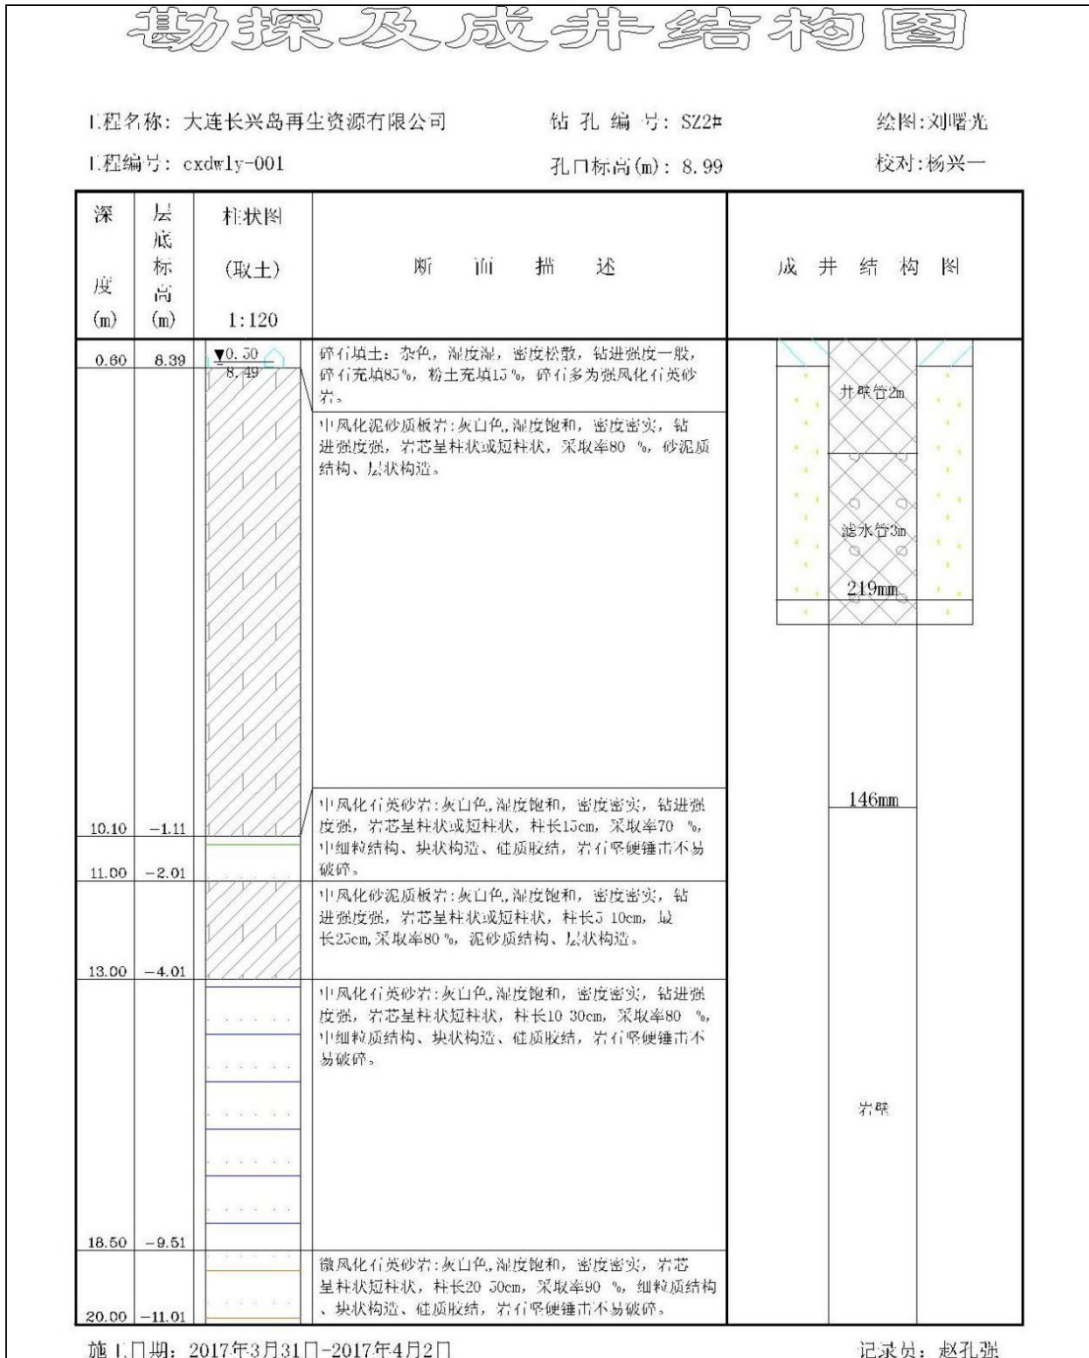 勘探及成井结构图
工程名称: 大连长兴岛再生资源有限公司 钻 孔 编 号: SZ2# 绘图:刘曙光
工程编号: cxdwly-001 孔口标高(m): 8.99 校对:杨兴一
深度(m) 层底标高(m) 柱状图(取土)1:120 断 面 描 述 成 井 结 构 图
0.60 8.39 ▼0.50
8.49
碎石填土: 杂色, 湿度湿, 密度松散, 钻进强度一般,
碎石充填85%, 粉土充填15%, 碎石多为强风化石英砂
岩。
井壁管2m
中风化泥砂质板岩:灰白色,湿度饱和, 密度密实, 钻
进强度强, 岩芯呈柱状或短柱状, 采取率80 %, 砂泥质
结构、层状构造。
滤水管3m
219mm
146mm
10.10 -1.11
中风化石英砂岩:灰白色,湿度饱和, 密度密实, 钻进强
度强, 岩芯呈柱状或短柱状, 柱长15cm, 采取率70 %,
中细粒结构、块状构造、硅质胶结, 岩石坚硬锤击不易
破碎。
11.00 -2.01
中风化砂泥质板岩:灰白色,湿度饱和, 密度密实, 钻
进强度强, 岩芯呈柱状或短柱状, 柱长5 10cm, 最
长25cm,采取率80 %, 泥砂质结构、层状构造。
13.00 -4.01
中风化石英砂岩:灰白色,湿度饱和, 密度密实, 钻进强
度强, 岩芯呈柱状短柱状, 柱长10 30cm, 采取率80 %,
中细粒质结构、块状构造、硅质胶结, 岩石坚硬锤击不
易破碎。
岩壁
18.50 -9.51
微风化石英砂岩:灰白色,湿度饱和, 密度密实, 岩芯
呈柱状短柱状, 柱长20 50cm, 采取率90 %, 细粒质结构
、块状构造、硅质胶结, 岩石坚硬锤击不易破碎。
20.00 -11.01
施工日期: 2017年3月31日-2017年4月2日 记录员: 赵孔强